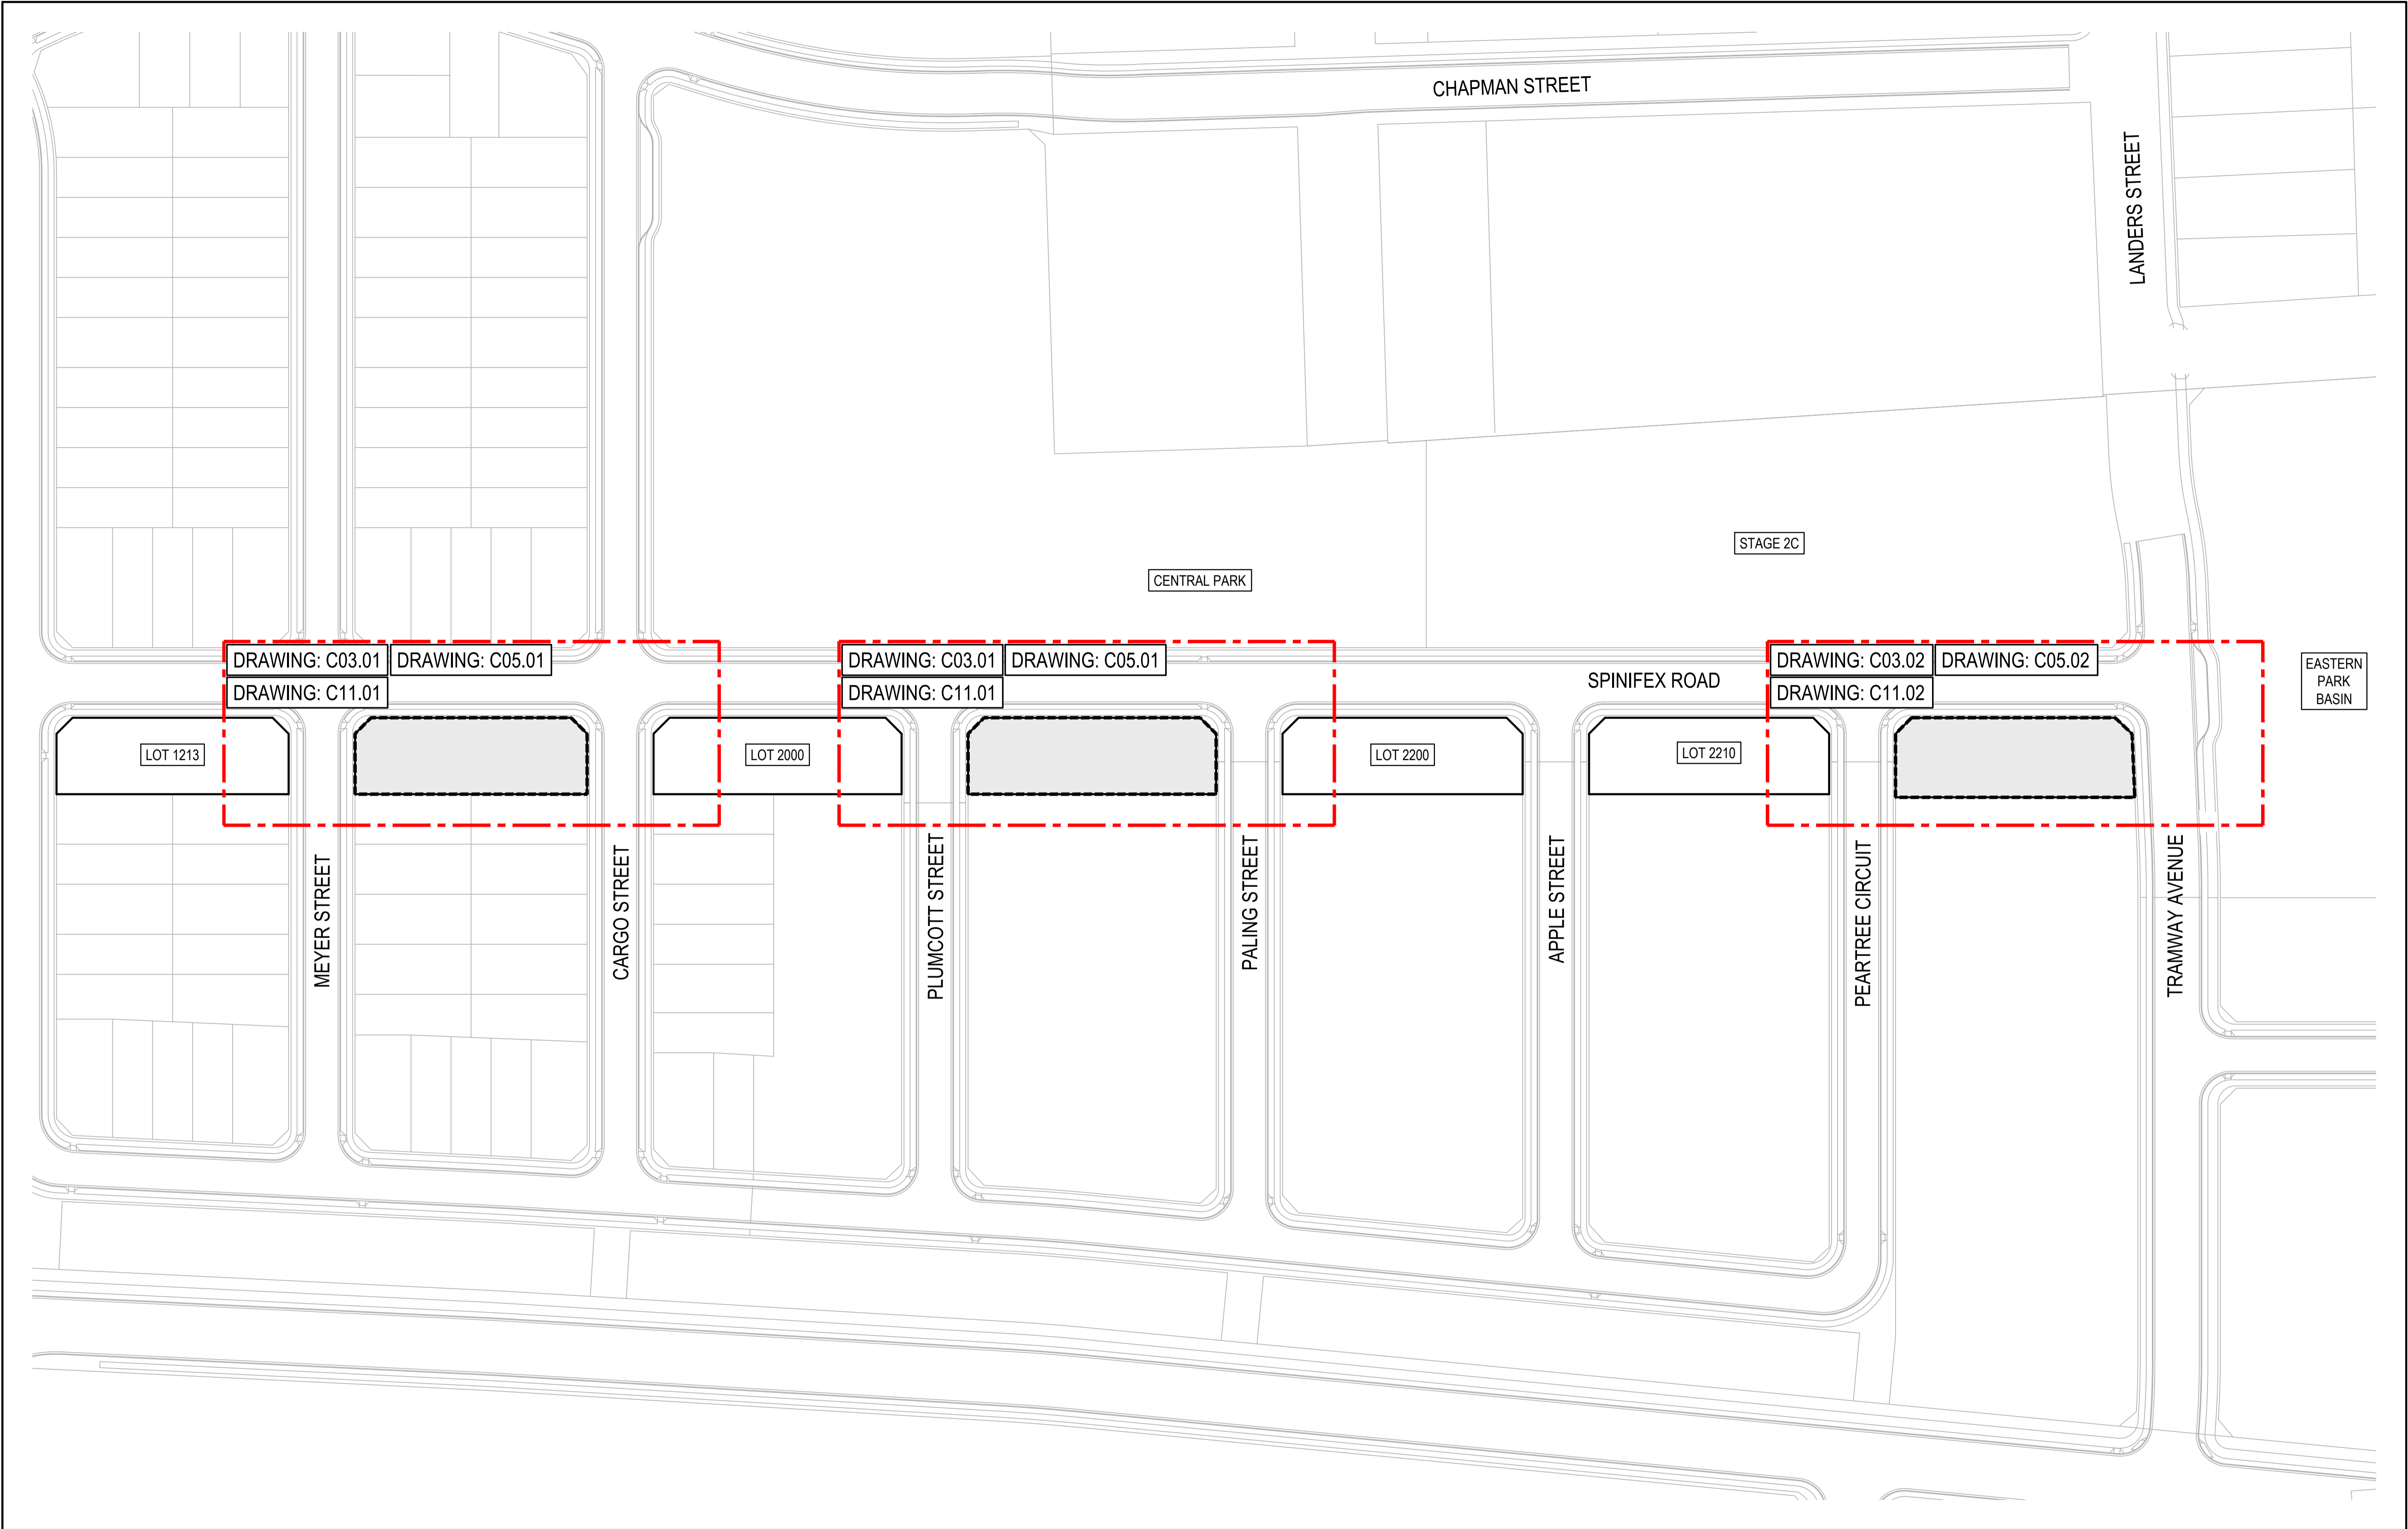 CHAPMAN STREET
LANDERS STREET
STAGE 2C
CENTRAL PARK
DRAWING: C03.01
DRAWING: C05.01
DRAWING: C11.01
DRAWING: C03.01
DRAWING: C05.01
DRAWING: C11.01
SPINIFEX ROAD
DRAWING: C03.02
DRAWING: C05.02
DRAWING: C11.02
EASTERN
PARK
BASIN
LOT 1213
LOT 2000
LOT 2200
LOT 2210
MEYER STREET
CARGO STREET
PLUMCOTT STREET
PALING STREET
APPLE STREET
PEARTREE CIRCUIT
TRAMWAY AVENUE